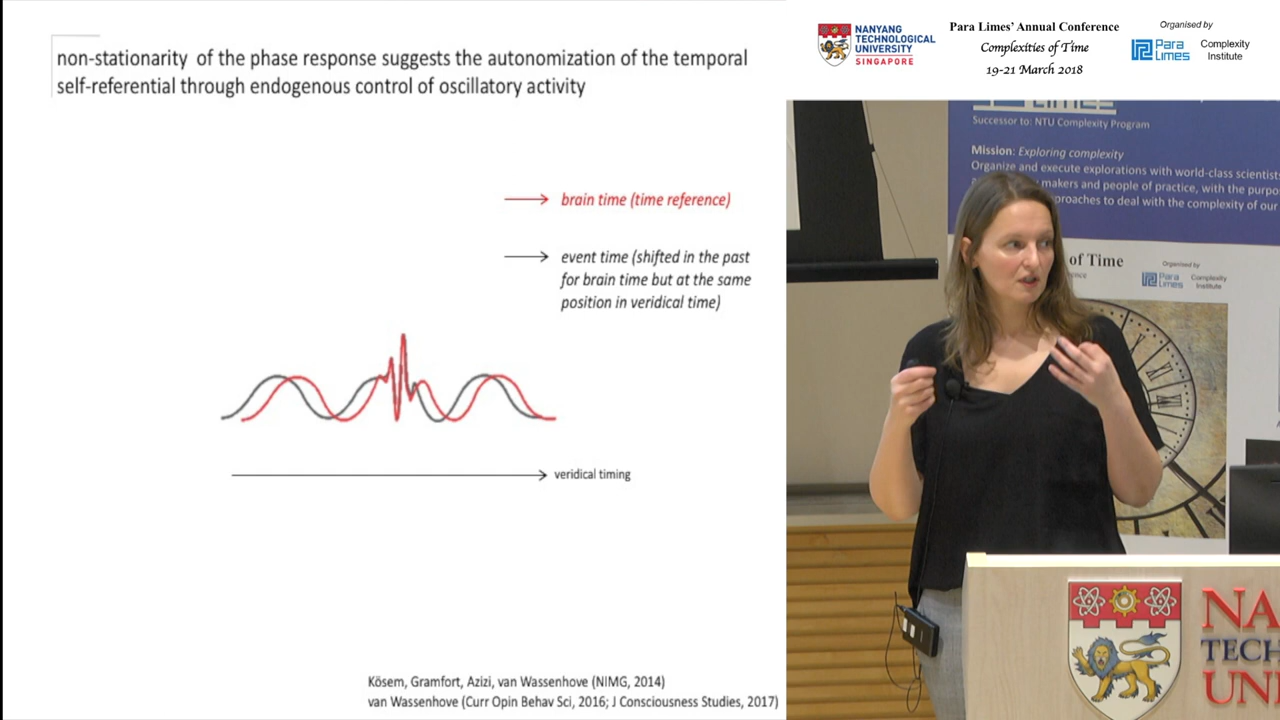 non-stationarity of the phase response suggests the autonomization of the temporal
self-referential through endogenous control of oscillatory activity
brain time (time reference)
event time (shifted in the past
for brain time but at the same
position in veridical time)
veridical timing
Kösem, Gramfort, Azizi, van Wassenhove (NIMG, 2014)
van Wassenhove (Curr Opin Behav Sci, 2016; J Consciousness Studies, 2017)
NANYANG
TECHNOLOGICAL
UNIVERSITY
SINGAPORE
Para Limes' Annual Conference
Complexities of Time
19-21 March 2018
Organised by
Para
Limes
Complexity
Institute
Successor to: NTU Complexity Program
Mission: Exploring complexity
Organize and execute explorations with world-class scientists
makers and people of practice, with the purpo
proaches to deal with the complexity of our
of Time
Organised by
Para
Limes
Complexity
Institute
NA
TECH
UNI